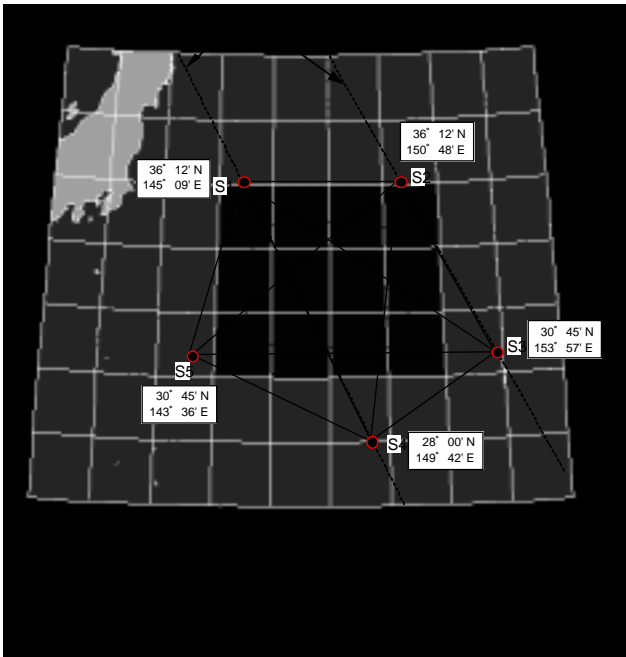 36° 12' N
150° 48' E
S2
36° 12' N
145° 09' E
S
30° 45' N
153° 57' E
S3
S5
30° 45' N
143° 36' E
S4
28° 00' N
149° 42' E